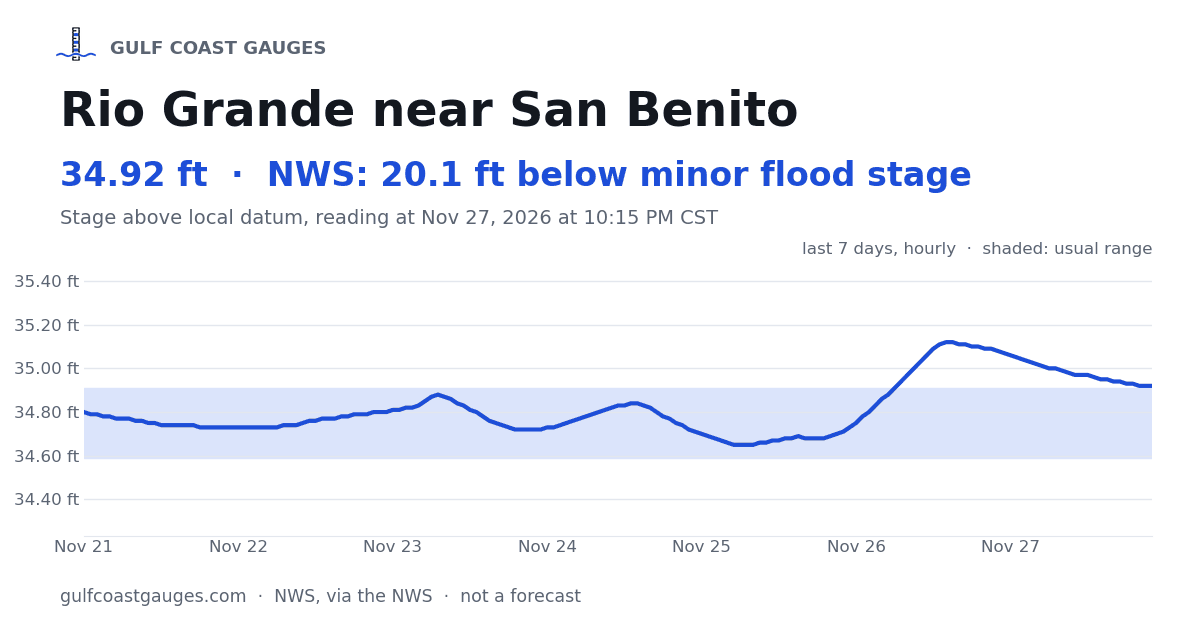 GULF COAST GAUGES
Rio Grande near San Benito
34.92 ft · NWS: 20.1 ft below minor flood stage
Stage above local datum, reading at Nov 27, 2026 at 10:15 PM CST
last 7 days, hourly · shaded: usual range
35.40 ft
35.20 ft
35.00 ft
34.80 ft
34.60 ft
34.40 ft
Nov 21 Nov 22 Nov 23 Nov 24 Nov 25 Nov 26 Nov 27
gulfcoastgauges.com · NWS, via the NWS · not a forecast